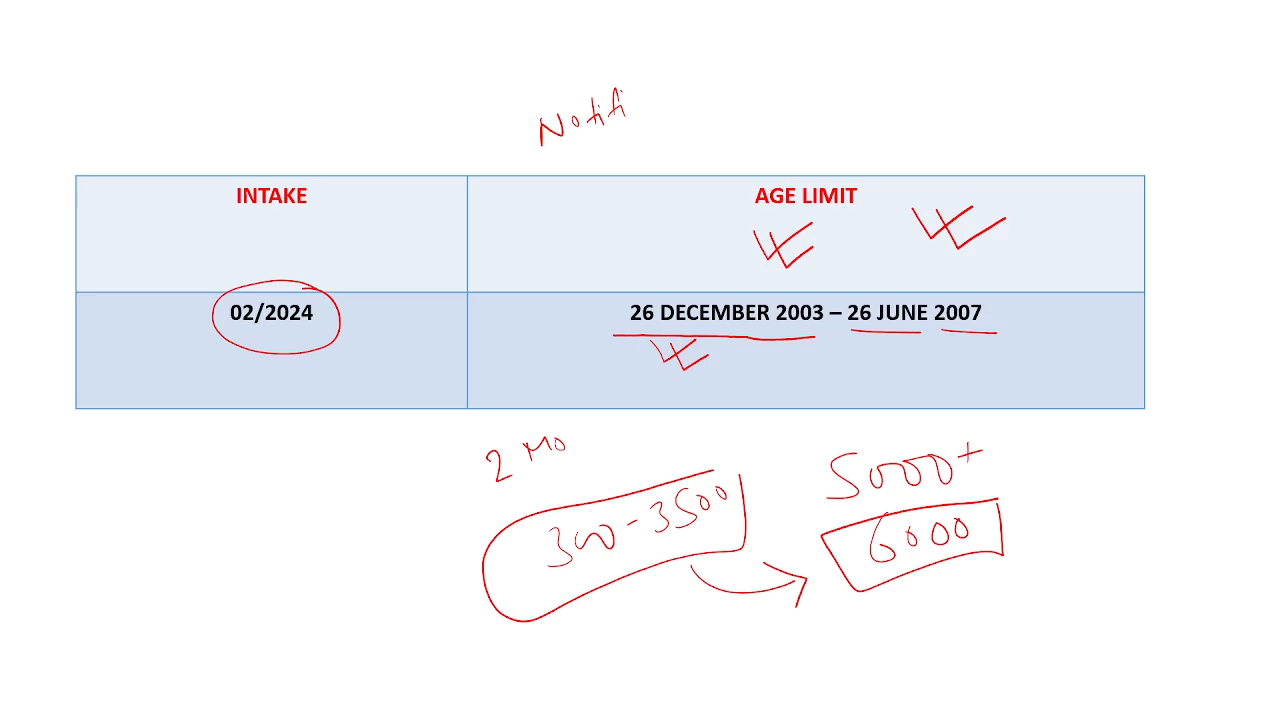 Notifi
INTAKE
AGE LIMIT
02/2024
26 DECEMBER 2003 – 26 JUNE 2007
2 Mo
300 - 3500
5000+
6000